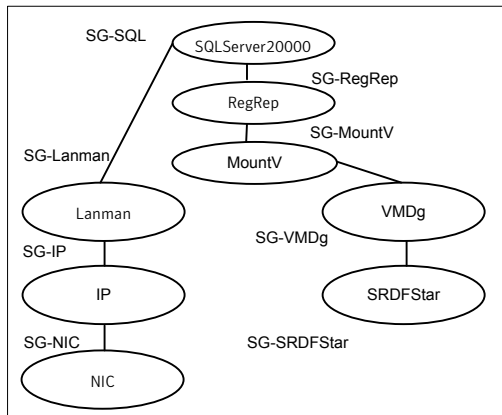 SG-SQL
SQLServer20000
SG-RegRep
RegRep
SG-MountV
SG-Lanman
MountV
Lanman
VMDg
SG-IP
SG-VMDg
IP
SRDFStar
SG-NIC
SG-SRDFStar
NIC